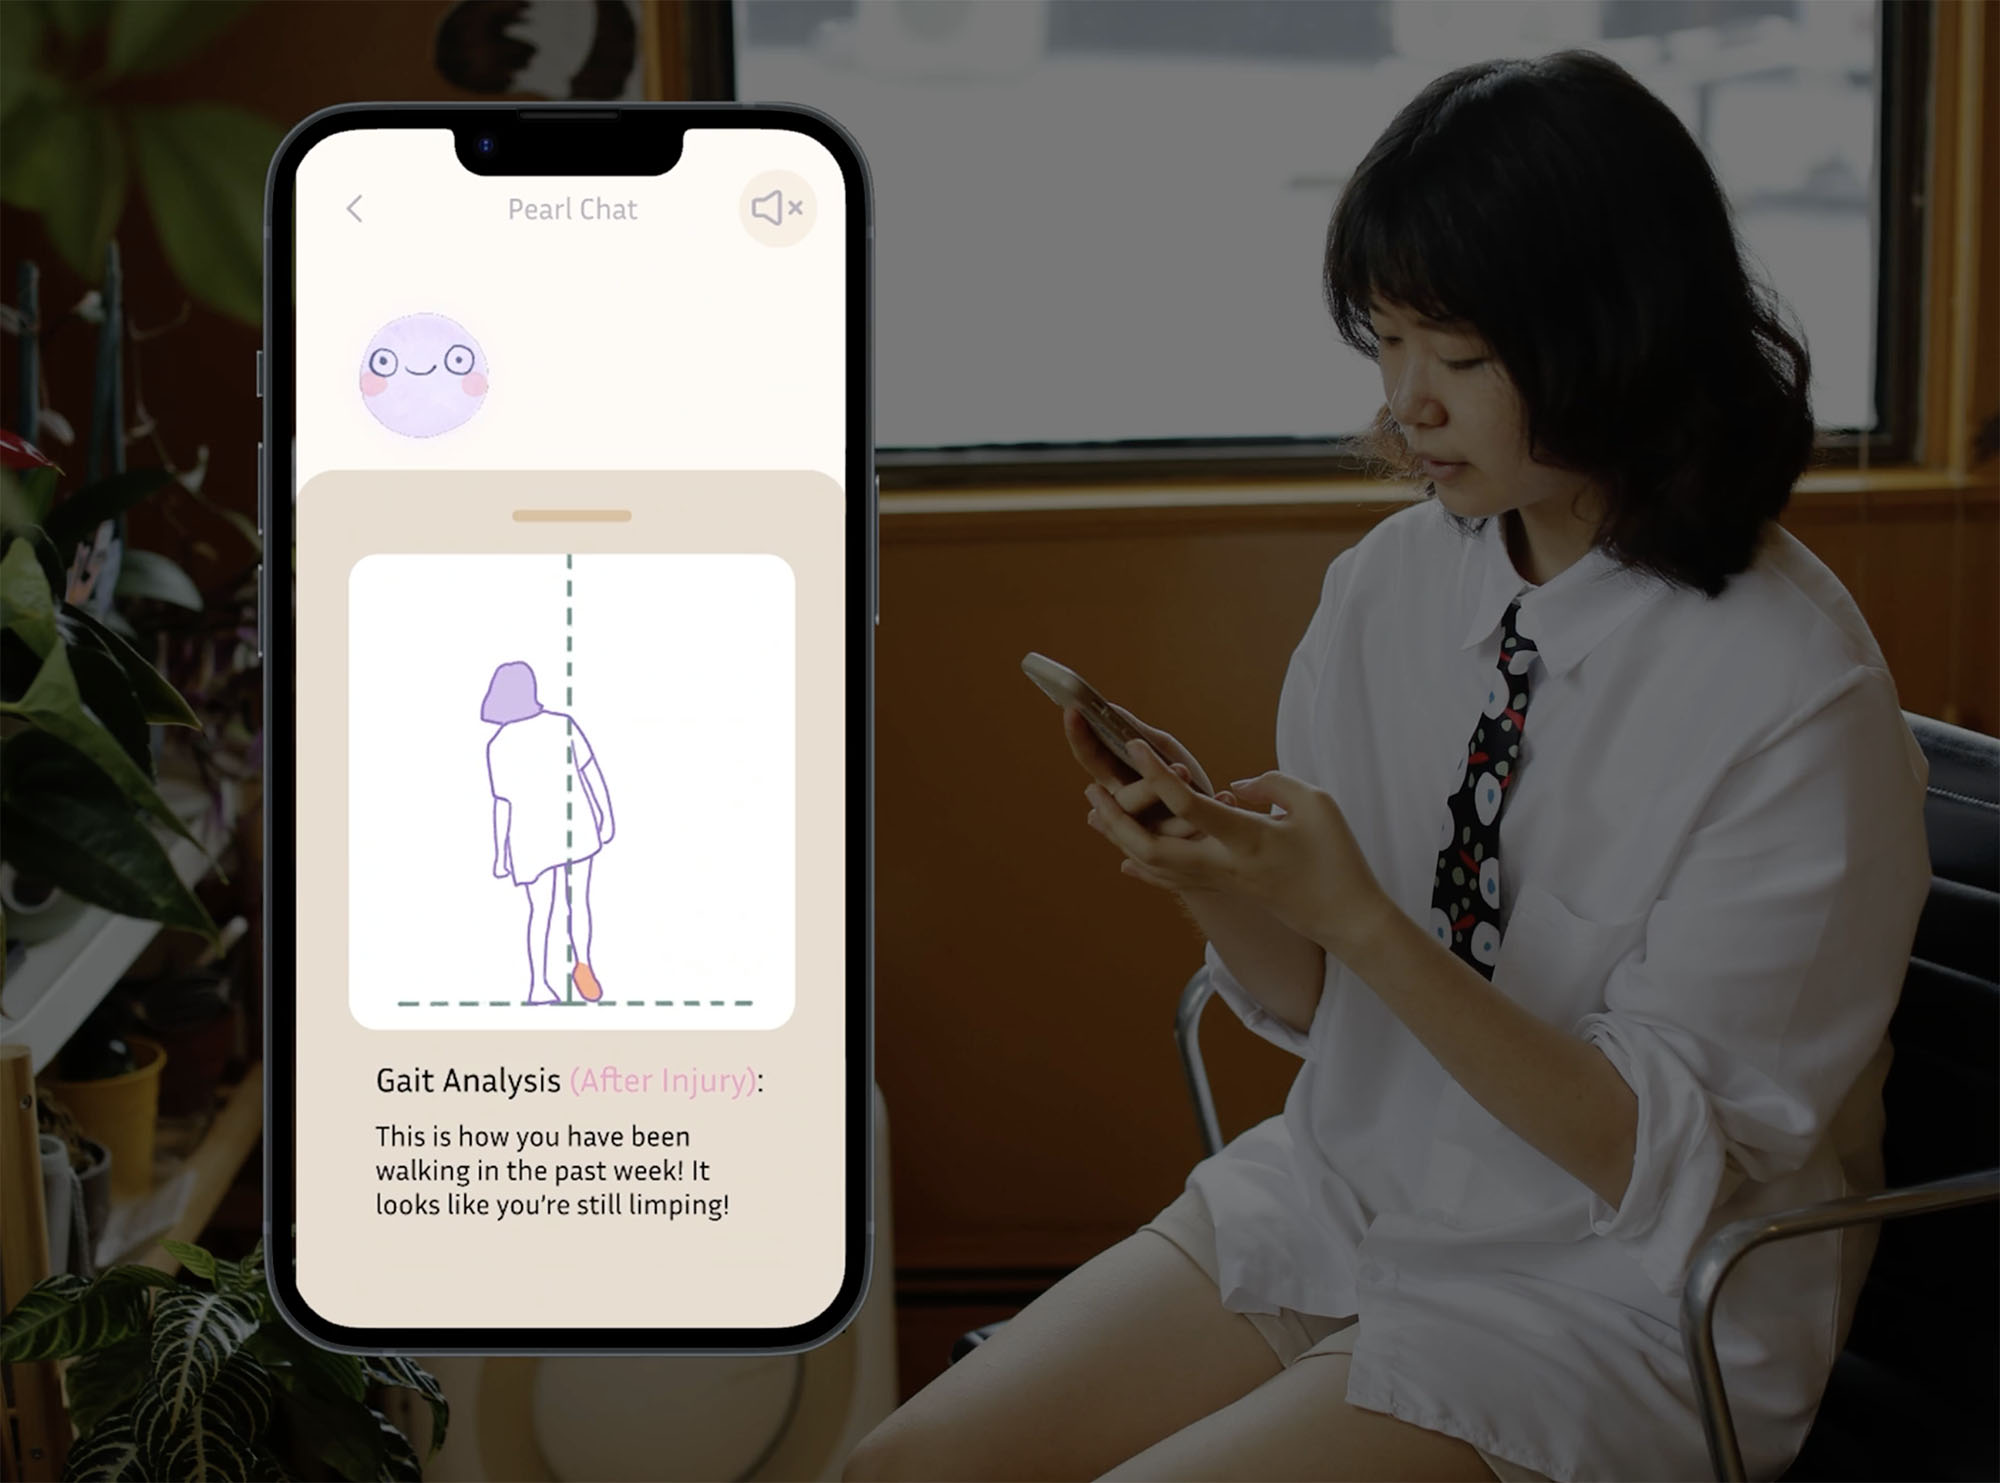 Pearl Chat
Gait Analysis (After Injury):
This is how you have been
walking in the past week! It
looks like you're still limping!